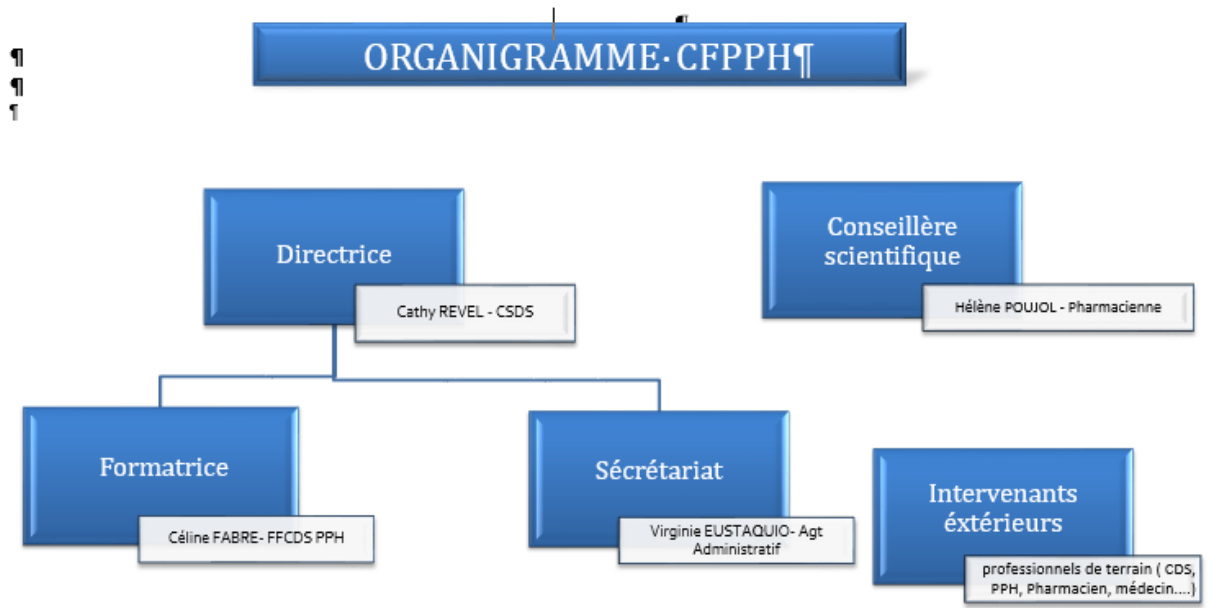 ¶
ORGANIGRAMME·CFPPH¶
¶
¶
¶
Directrice
Cathy REVEL - CSDS
Conseillère
scientifique
Hélène POUJOL - Pharmacienne
Formatrice
Céline FABRE- FFCDS PPH
Sécrétariat
Virginie EUSTAQUIO- Agt
Administratif
Intervenants
éxtérieurs
professionnels de terrain ( CDS,
PPH, Pharmacien, médecin....)